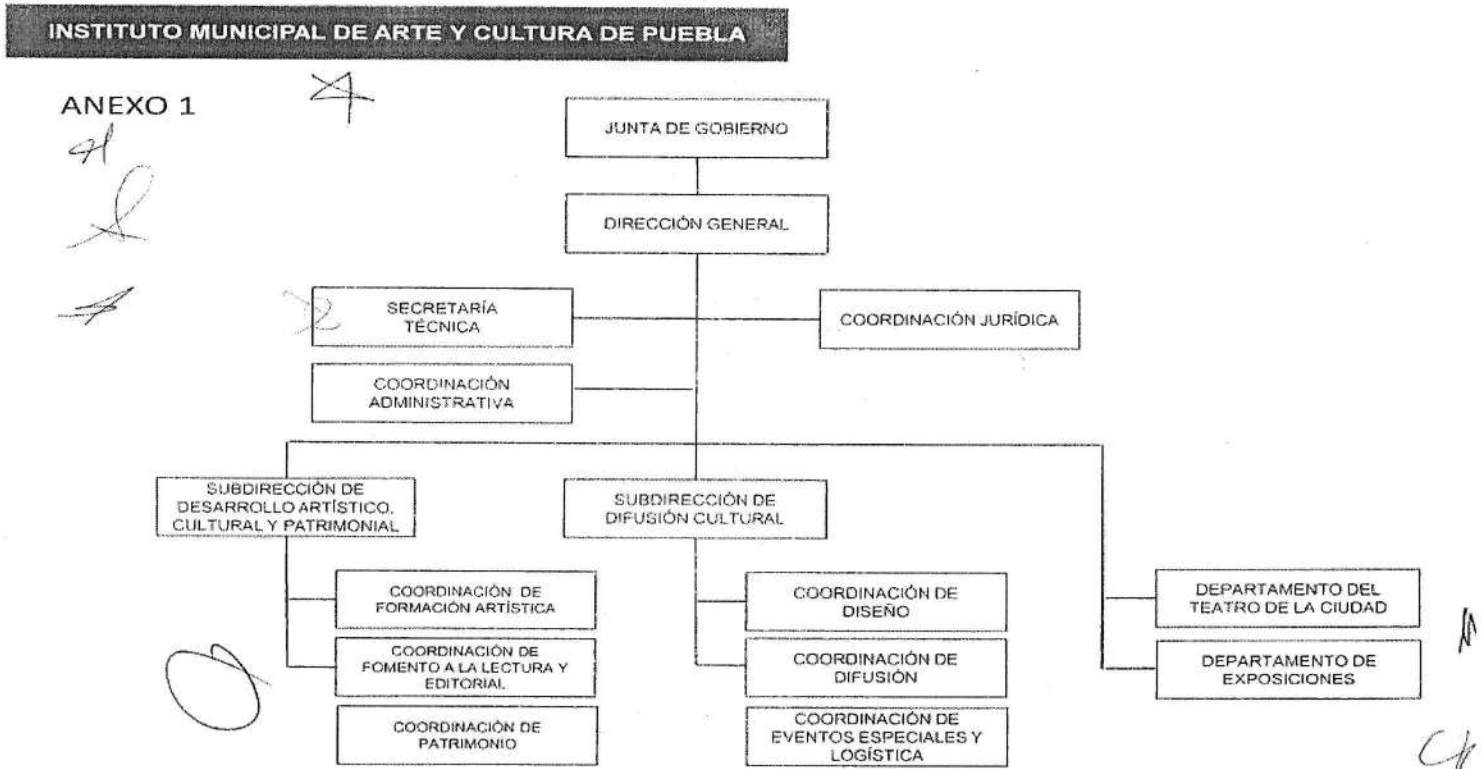 INSTITUTO MUNICIPAL DE ARTE Y CULTURA DE PUEBLA
ANEXO 1
JUNTA DE GOBIERNO
DIRECCIÓN GENERAL
SECRETARÍA
TÉCNICA
COORDINACIÓN JURÍDICA
COORDINACIÓN
ADMINISTRATIVA
SUBDIRECCIÓN DE
DESARROLLO ARTÍSTICO,
CULTURAL Y PATRIMONIAL
SUBDIRECCIÓN DE
DIFUSIÓN CULTURAL
COORDINACIÓN DE
FORMACIÓN ARTÍSTICA
COORDINACIÓN DE
DISEÑO
DEPARTAMENTO DEL
TEATRO DE LA CIUDAD
COORDINACIÓN DE
FOMENTO A LA LECTURA Y
EDITORIAL
COORDINACIÓN DE
DIFUSIÓN
DEPARTAMENTO DE
EXPOSICIONES
COORDINACIÓN DE
PATRIMONIO
COORDINACIÓN DE
EVENTOS ESPECIALES Y
LOGÍSTICA